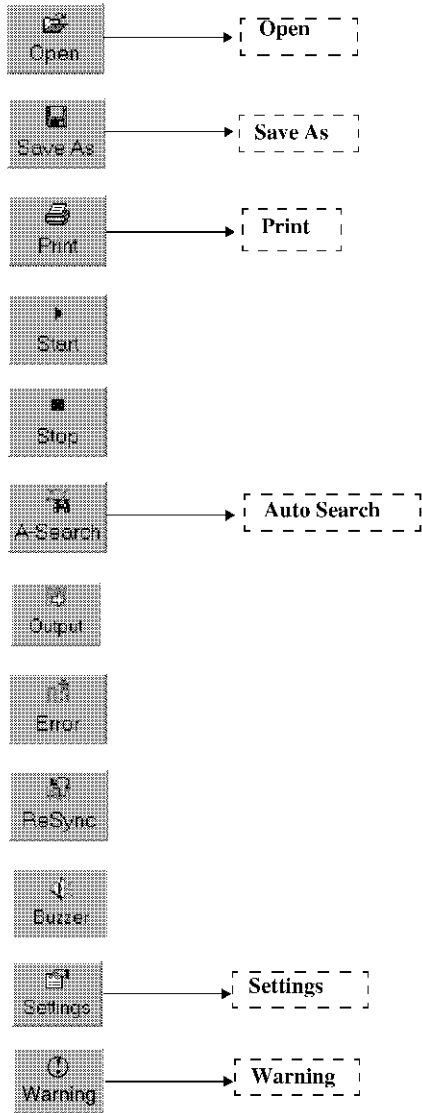 Open
Open
Save As
Save As
Print
Print
Start
Stop
A-Search
Auto Search
Output
Error
ReSync
Buzzer
Settings
Settings
Warning
Warning